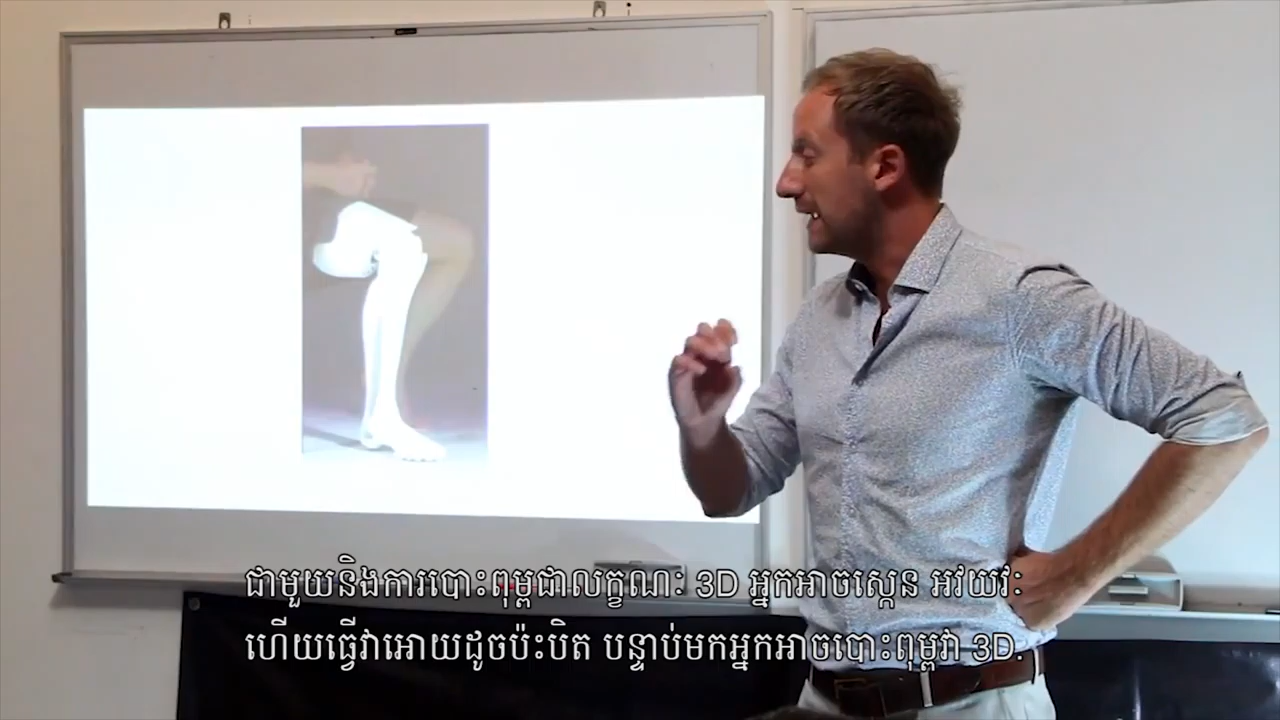 ជាមួយនិងការបោះពុម្ពជាលក្ខណៈ 3D អ្នកអាចស្កេន អវយវៈ
ហើយធ្វើវាអោយដូចប៉ះបិត បន្ទាប់មកអ្នកអាចបោះពុម្ពវា 3D.